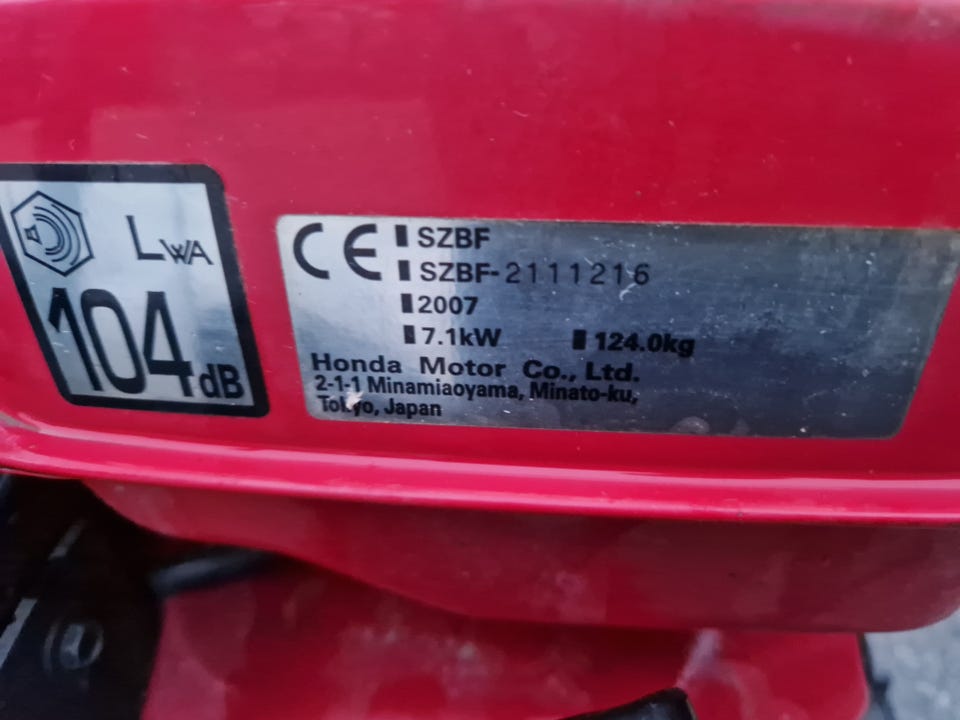 LWA
104dB
CE SZBF
SZBF-2111216
2007
7.1kW 124.0kg
Honda Motor Co., Ltd.
2-1-1 Minamiaoyama, Minato-ku,
Tokyo, Japan